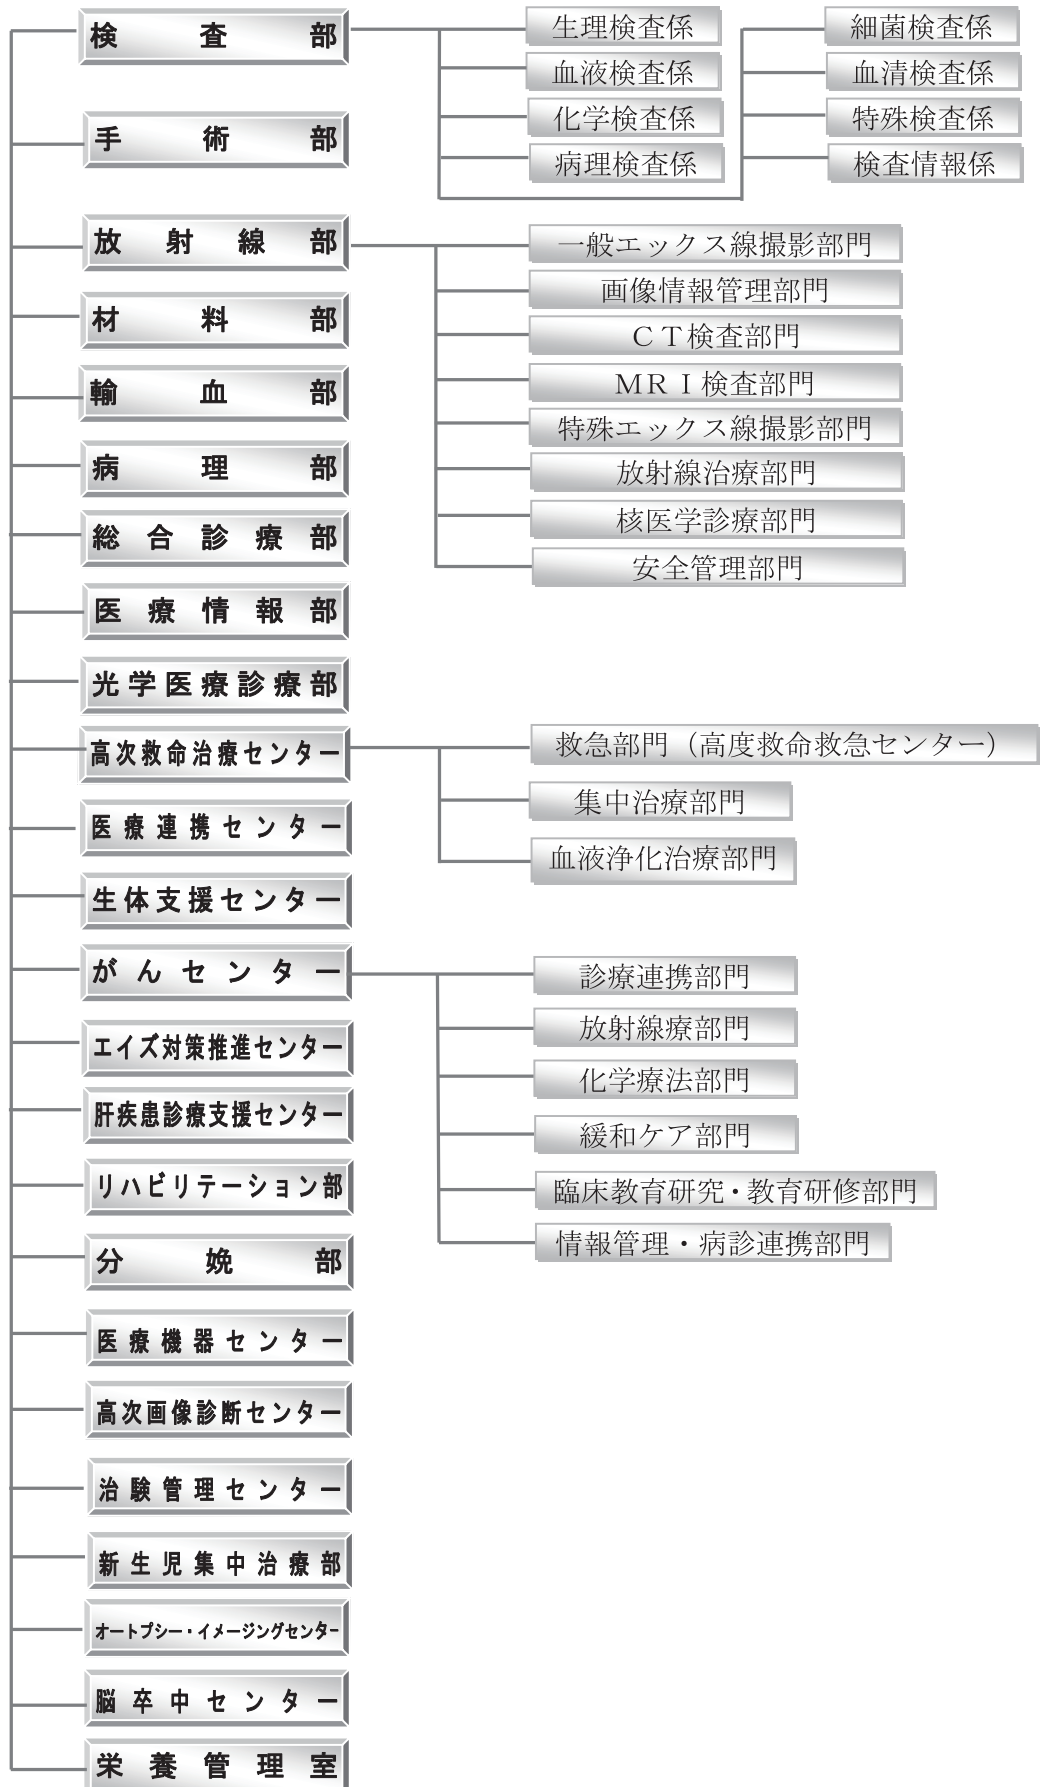 検査部
生理検査係
血液検査係
化学検査係
病理検査係
細菌検査係
血清検査係
特殊検査係
検査情報係
手術部
放射線部
一般エックス線撮影部門
画像情報管理部門
ＣＴ検査部門
ＭＲＩ検査部門
特殊エックス線撮影部門
放射線治療部門
核医学診療部門
安全管理部門
材料部
輸血部
病理部
総合診療部
医療情報部
光学医療診療部
高次救命治療センター
救急部門（高度救命救急センター）
集中治療部門
血液浄化治療部門
医療連携センター
生体支援センター
がんセンター
診療連携部門
放射線療部門
化学療法部門
緩和ケア部門
臨床教育研究・教育研修部門
情報管理・病診連携部門
エイズ対策推進センター
肝疾患診療支援センター
リハビリテーション部
分娩部
医療機器センター
高次画像診断センター
治験管理センター
新生児集中治療部
オートプシー・イメージングセンター
脳卒中センター
栄養管理室